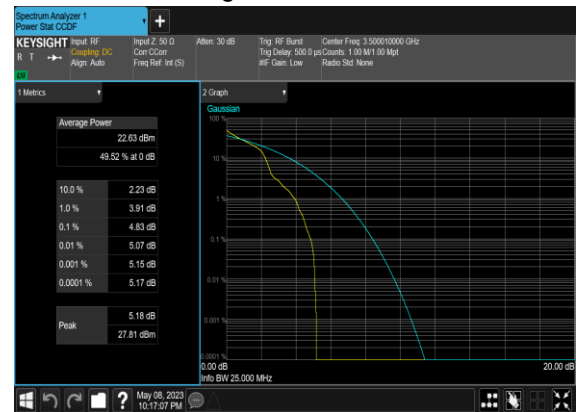 Spectrum Analyzer 1
Power Stat CCDF
KEYSIGHT
R T
LU
Input: RF
Coupling: DC
Align: Auto
Input Z: 50 Ω
Corr CCorr
Freq Ref: Int (S)
Atten: 30 dB
Trig: RF Burst
Trig Delay: 500.0 µs
#IF Gain: Low
Center Freq: 3.500010000 GHz
Counts: 1.00 M/1.00 Mpt
Radio Std: None
1 Metrics
Average Power
22.63 dBm
49.52 % at 0 dB
10.0 % 2.23 dB
1.0 % 3.91 dB
0.1 % 4.83 dB
0.01 % 5.07 dB
0.001 % 5.15 dB
0.0001 % 5.17 dB
Peak
5.18 dB
27.81 dBm
2 Graph
Gaussian
100 %
10 %
1 %
0.1 %
0.01 %
0.001 %
0.0001 %
0.00 dB 20.00 dB
Info BW 25.000 MHz
?
May 08, 2023
10:17:07 PM